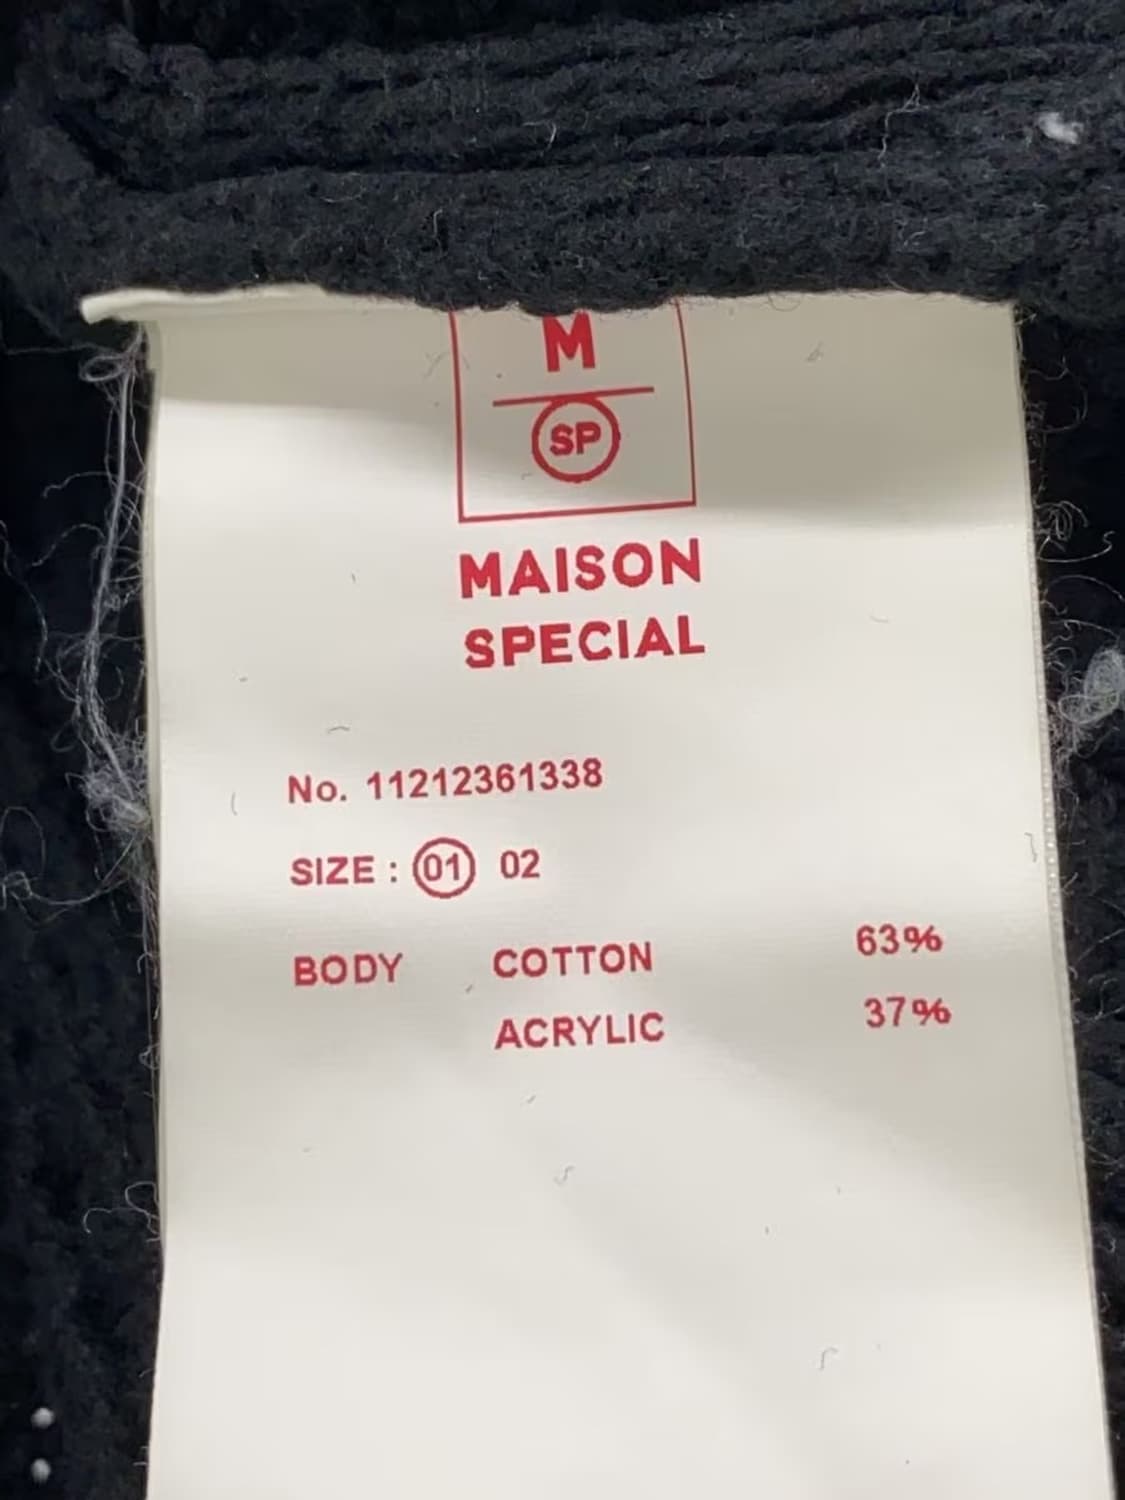 M
SP
MAISON
SPECIAL
No. 11212361338
SIZE : 01 02
BODY COTTON 63%
ACRYLIC 37%